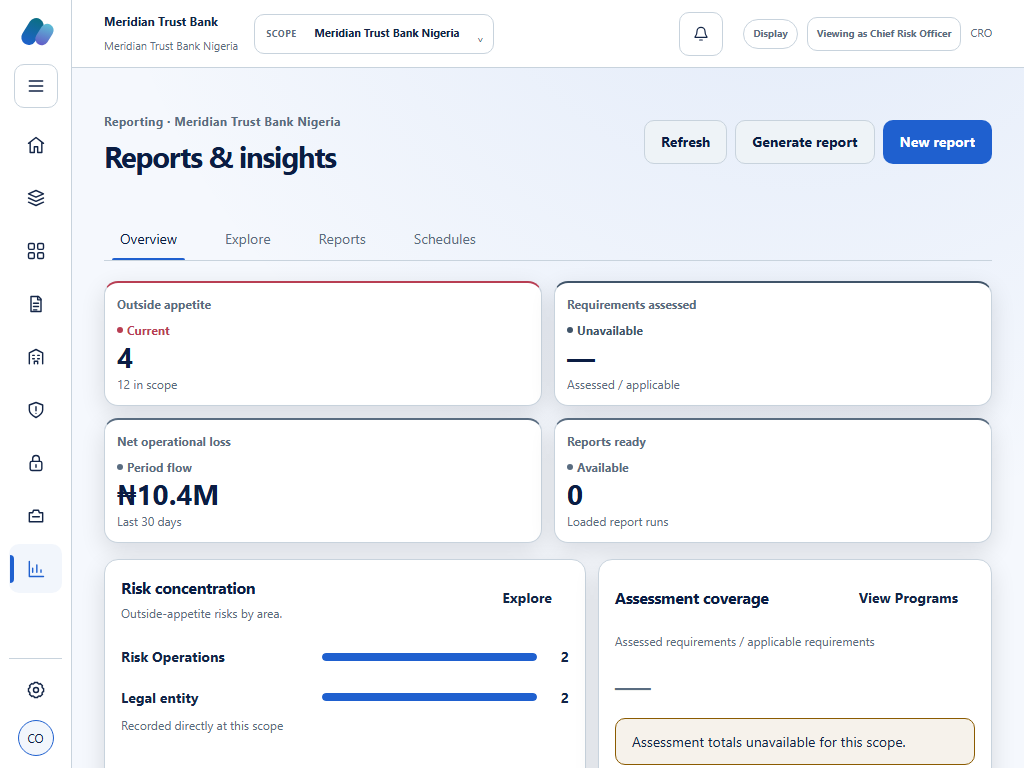 Meridian Trust Bank
Meridian Trust Bank Nigeria
SCOPE Meridian Trust Bank Nigeria
Display
Viewing as Chief Risk Officer
CRO
Reporting · Meridian Trust Bank Nigeria
Reports & insights
Refresh
Generate report
New report
Overview
Explore
Reports
Schedules
Outside appetite
Current
4
12 in scope
Requirements assessed
Unavailable
—
Assessed / applicable
Net operational loss
Period flow
₦10.4M
Last 30 days
Reports ready
Available
0
Loaded report runs
Risk concentration
Outside-appetite risks by area.
Explore
Risk Operations 2
Legal entity 2
Recorded directly at this scope
Assessment coverage
View Programs
Assessed requirements / applicable requirements
—
Assessment totals unavailable for this scope.
CO